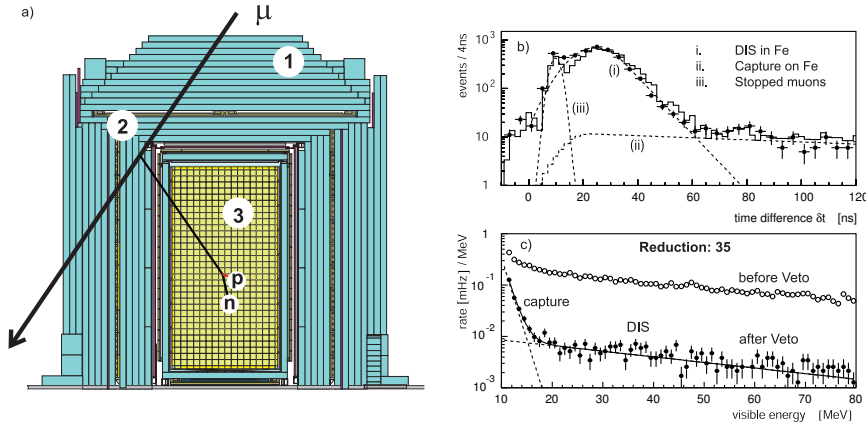 a)
μ
1
2
3
p
n
b)
events / 4ns
10³
10²
10
1
i. DIS in Fe
ii. Capture on Fe
iii. Stopped muons
(i)
(iii)
(ii)
0 20 40 60 80 100 120
time difference δt [ns]
c)
Reduction: 35
rate [mHz] / MeV
1
10⁻¹
10⁻²
10⁻³
before Veto
capture
DIS
after Veto
10 20 30 40 50 60 70 80
visible energy [MeV]